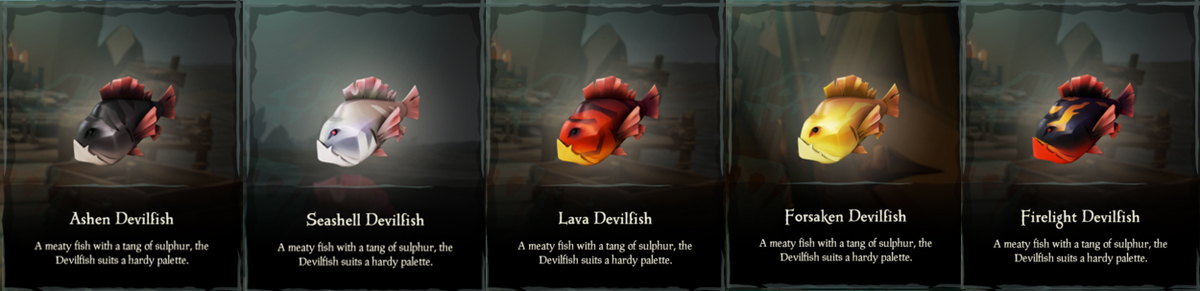 Ashen Devilfish
A meaty fish with a tang of sulphur, the
Devilfish suits a hardy palette.
Seashell Devilfish
A meaty fish with a tang of sulphur, the
Devilfish suits a hardy palette.
Lava Devilfish
A meaty fish with a tang of sulphur, the
Devilfish suits a hardy palette.
Forsaken Devilfish
A meaty fish with a tang of sulphur, the
Devilfish suits a hardy palette.
Firelight Devilfish
A meaty fish with a tang of sulphur, the
Devilfish suits a hardy palette.